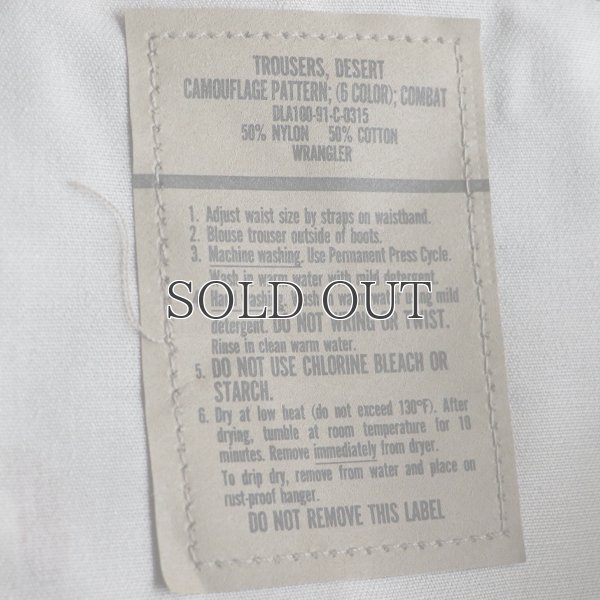 TROUSERS, DESERT
CAMOUFLAGE PATTERN; (6 COLOR); COMBAT
DLA100-91-C-0315
50% NYLON 50% COTTON
WRANGLER
1. Adjust waist size by straps on waistband.
2. Blouse trouser outside of boots.
3. Machine washing. Use Permanent Press Cycle.
Wash in warm water with mild detergent.
SOLD OUT
detergent. DO NOT WRING OR TWIST.
Rinse in clean warm water.
5. DO NOT USE CHLORINE BLEACH OR
STARCH.
6. Dry at low heat (do not exceed 130°F). After
drying, tumble at room temperature for 10
minutes. Remove immediately from dryer.
To drip dry, remove from water and place on
rust-proof hanger.
DO NOT REMOVE THIS LABEL